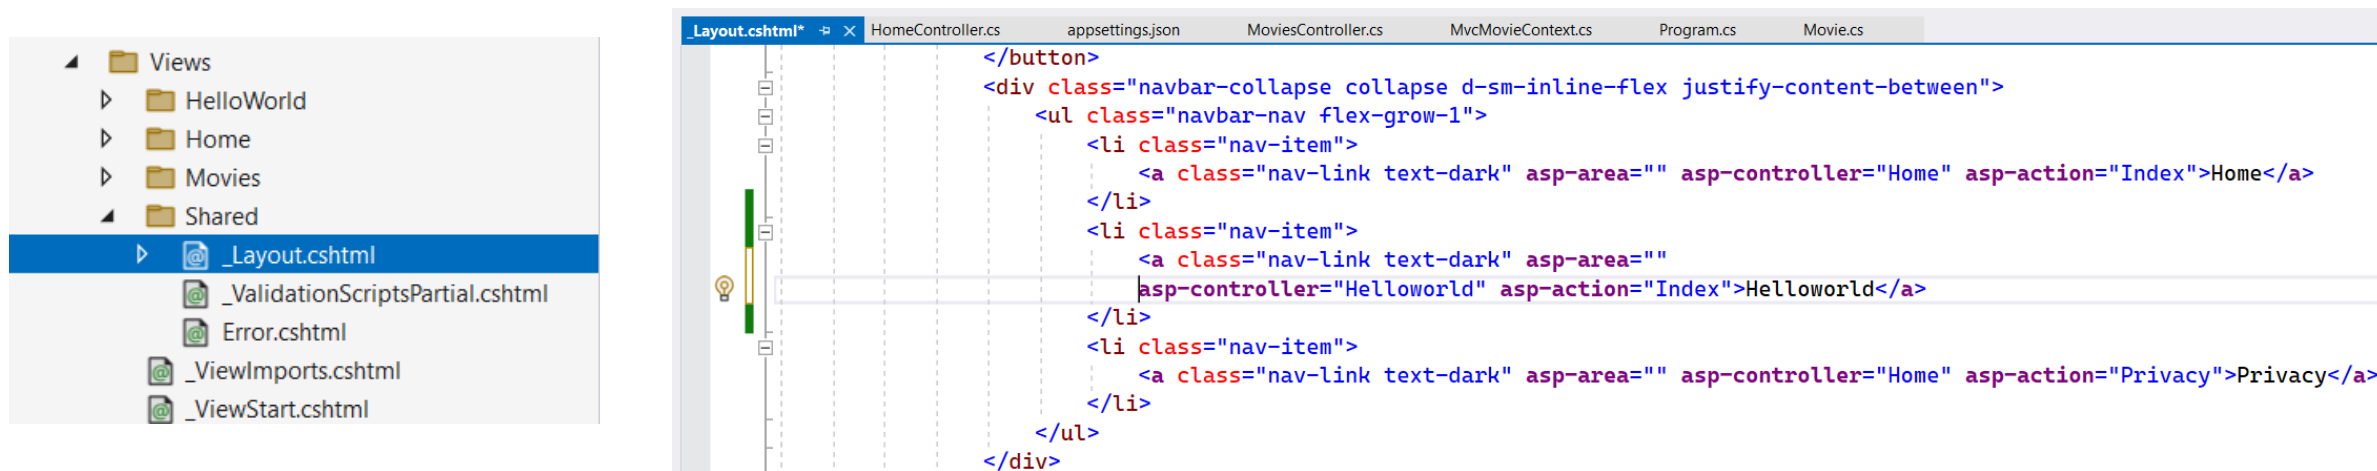 Views
HelloWorld
Home
Movies
Shared
_Layout.cshtml
_ValidationScriptsPartial.cshtml
Error.cshtml
_ViewImports.cshtml
_ViewStart.cshtml
_Layout.cshtml* HomeController.cs appsettings.json MoviesController.cs MvcMovieContext.cs Program.cs Movie.cs
</button>
<div class="navbar-collapse collapse d-sm-inline-flex justify-content-between">
<ul class="navbar-nav flex-grow-1">
<li class="nav-item">
<a class="nav-link text-dark" asp-area="" asp-controller="Home" asp-action="Index">Home</a>
</li>
<li class="nav-item">
<a class="nav-link text-dark" asp-area=""
asp-controller="Helloworld" asp-action="Index">Helloworld</a>
</li>
<li class="nav-item">
<a class="nav-link text-dark" asp-area="" asp-controller="Home" asp-action="Privacy">Privacy</a>
</li>
</ul>
</div>